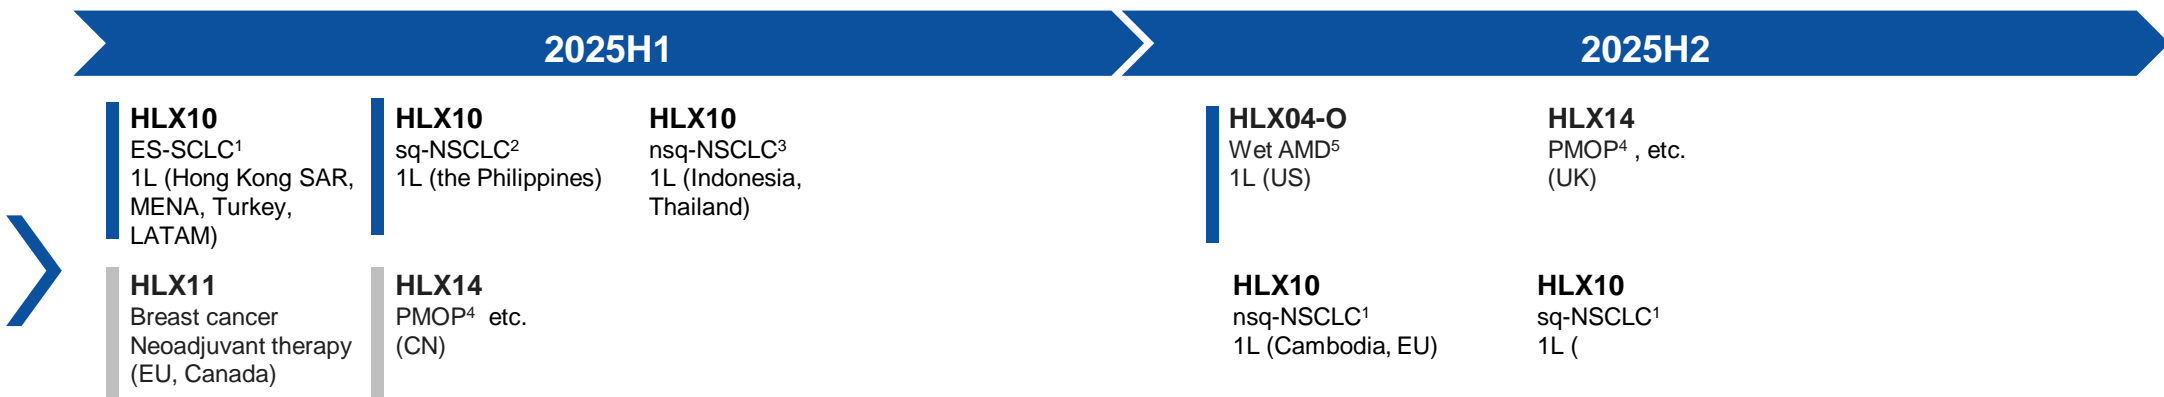 2025H1
2025H2
HLX10
ES-SCLC¹
1L (Hong Kong SAR,
MENA, Turkey,
LATAM)
HLX10
sq-NSCLC²
1L (the Philippines)
HLX10
nsq-NSCLC³
1L (Indonesia,
Thailand)
HLX04-O
Wet AMD⁵
1L (US)
HLX14
PMOP⁴ , etc.
(UK)
HLX11
Breast cancer
Neoadjuvant therapy
(EU, Canada)
HLX14
PMOP⁴ etc.
(CN)
HLX10
nsq-NSCLC¹
1L (Cambodia, EU)
HLX10
sq-NSCLC¹
1L (